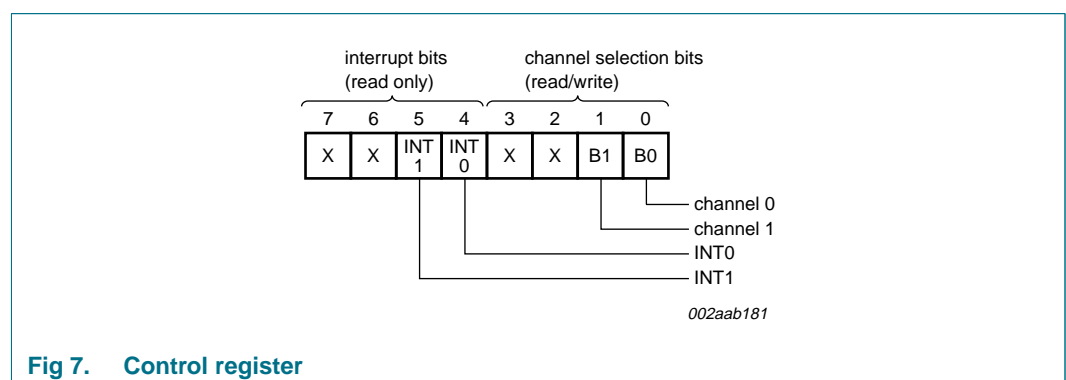 interrupt bits
(read only)
channel selection bits
(read/write)
7 6 5 4 3 2 1 0
X X INT 1 INT 0 X X B1 B0
channel 0
channel 1
INT0
INT1
002aab181
Fig 7. Control register